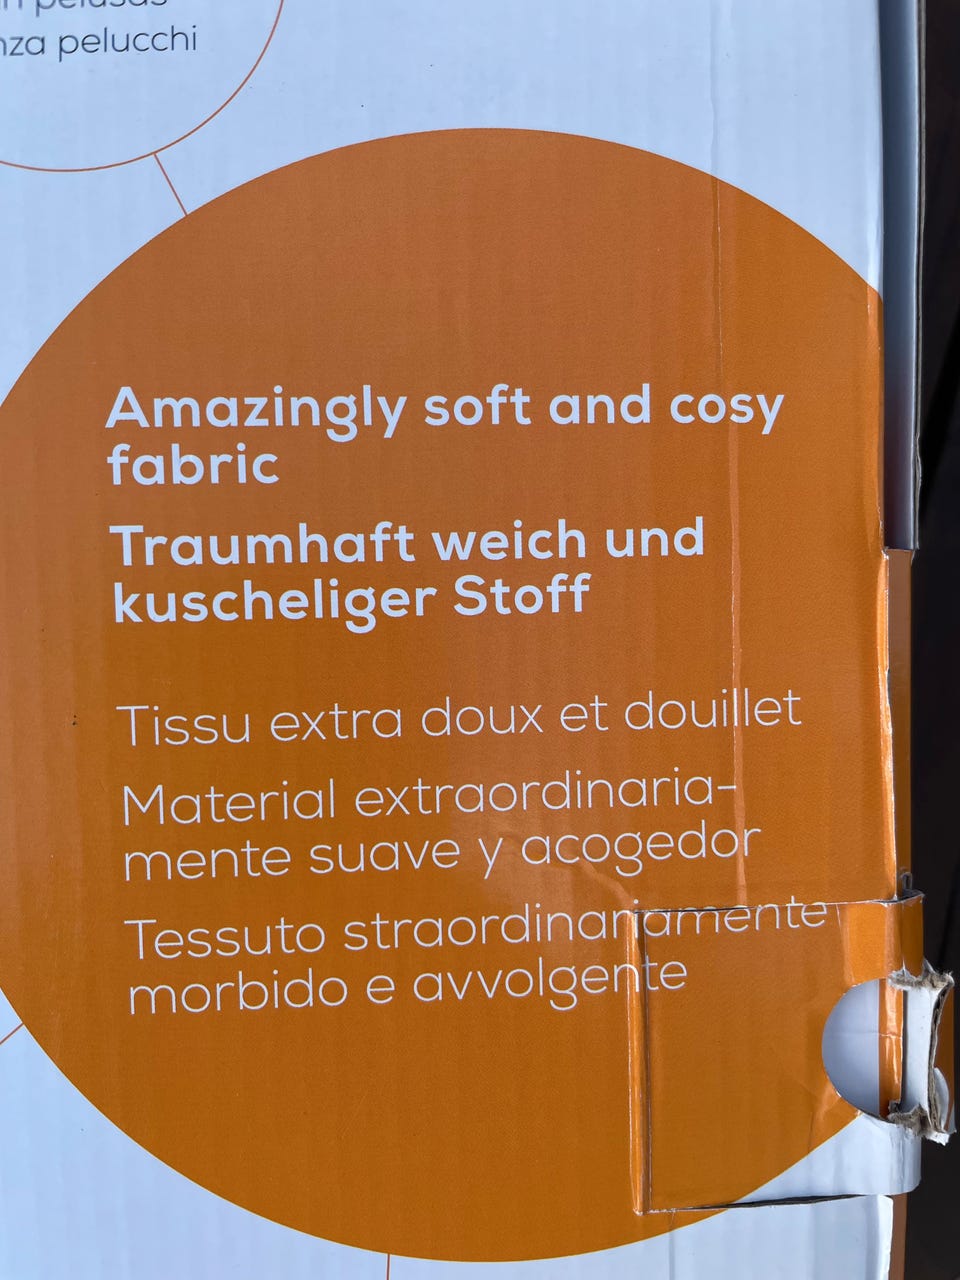 pelusas
pelucchi
Amazingly soft and cosy
fabric
Traumhaft weich und
kuscheliger Stoff
Tissu extra doux et douillet
Material extraordinaria-
mente suave y acogedor
Tessuto straordinariamente
morbido e avvolgente